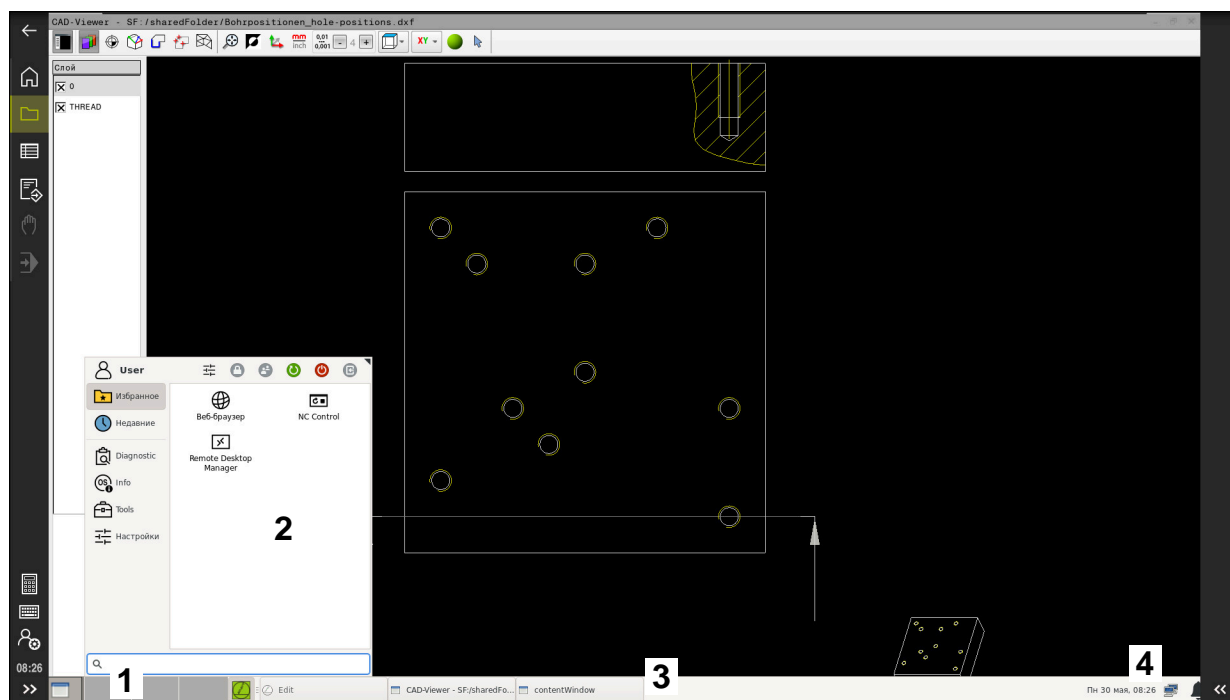 CAD-Viewer - SF:/sharedFolder/Bohrpositionen_hole-positions.dxf
mm
inch
0,01
0,001
4
XY
Слой
0
THREAD
User
Избранное
Недавние
Diagnostic
Info
Tools
Настройки
Веб-браузер
NC Control
Remote Desktop
Manager
OS
2
08:26
1
Edit
CAD-Viewer - SF:/sharedFo...
contentWindow
3
4
Пн 30 мая, 08:26